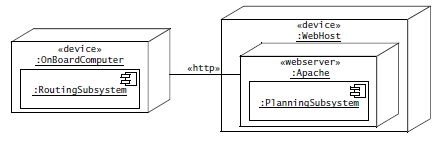 «device»
:OnBoardComputer
:RoutingSubsystem
«http»
«device»
:WebHost
«webserver»
:Apache
:PlanningSubsystem